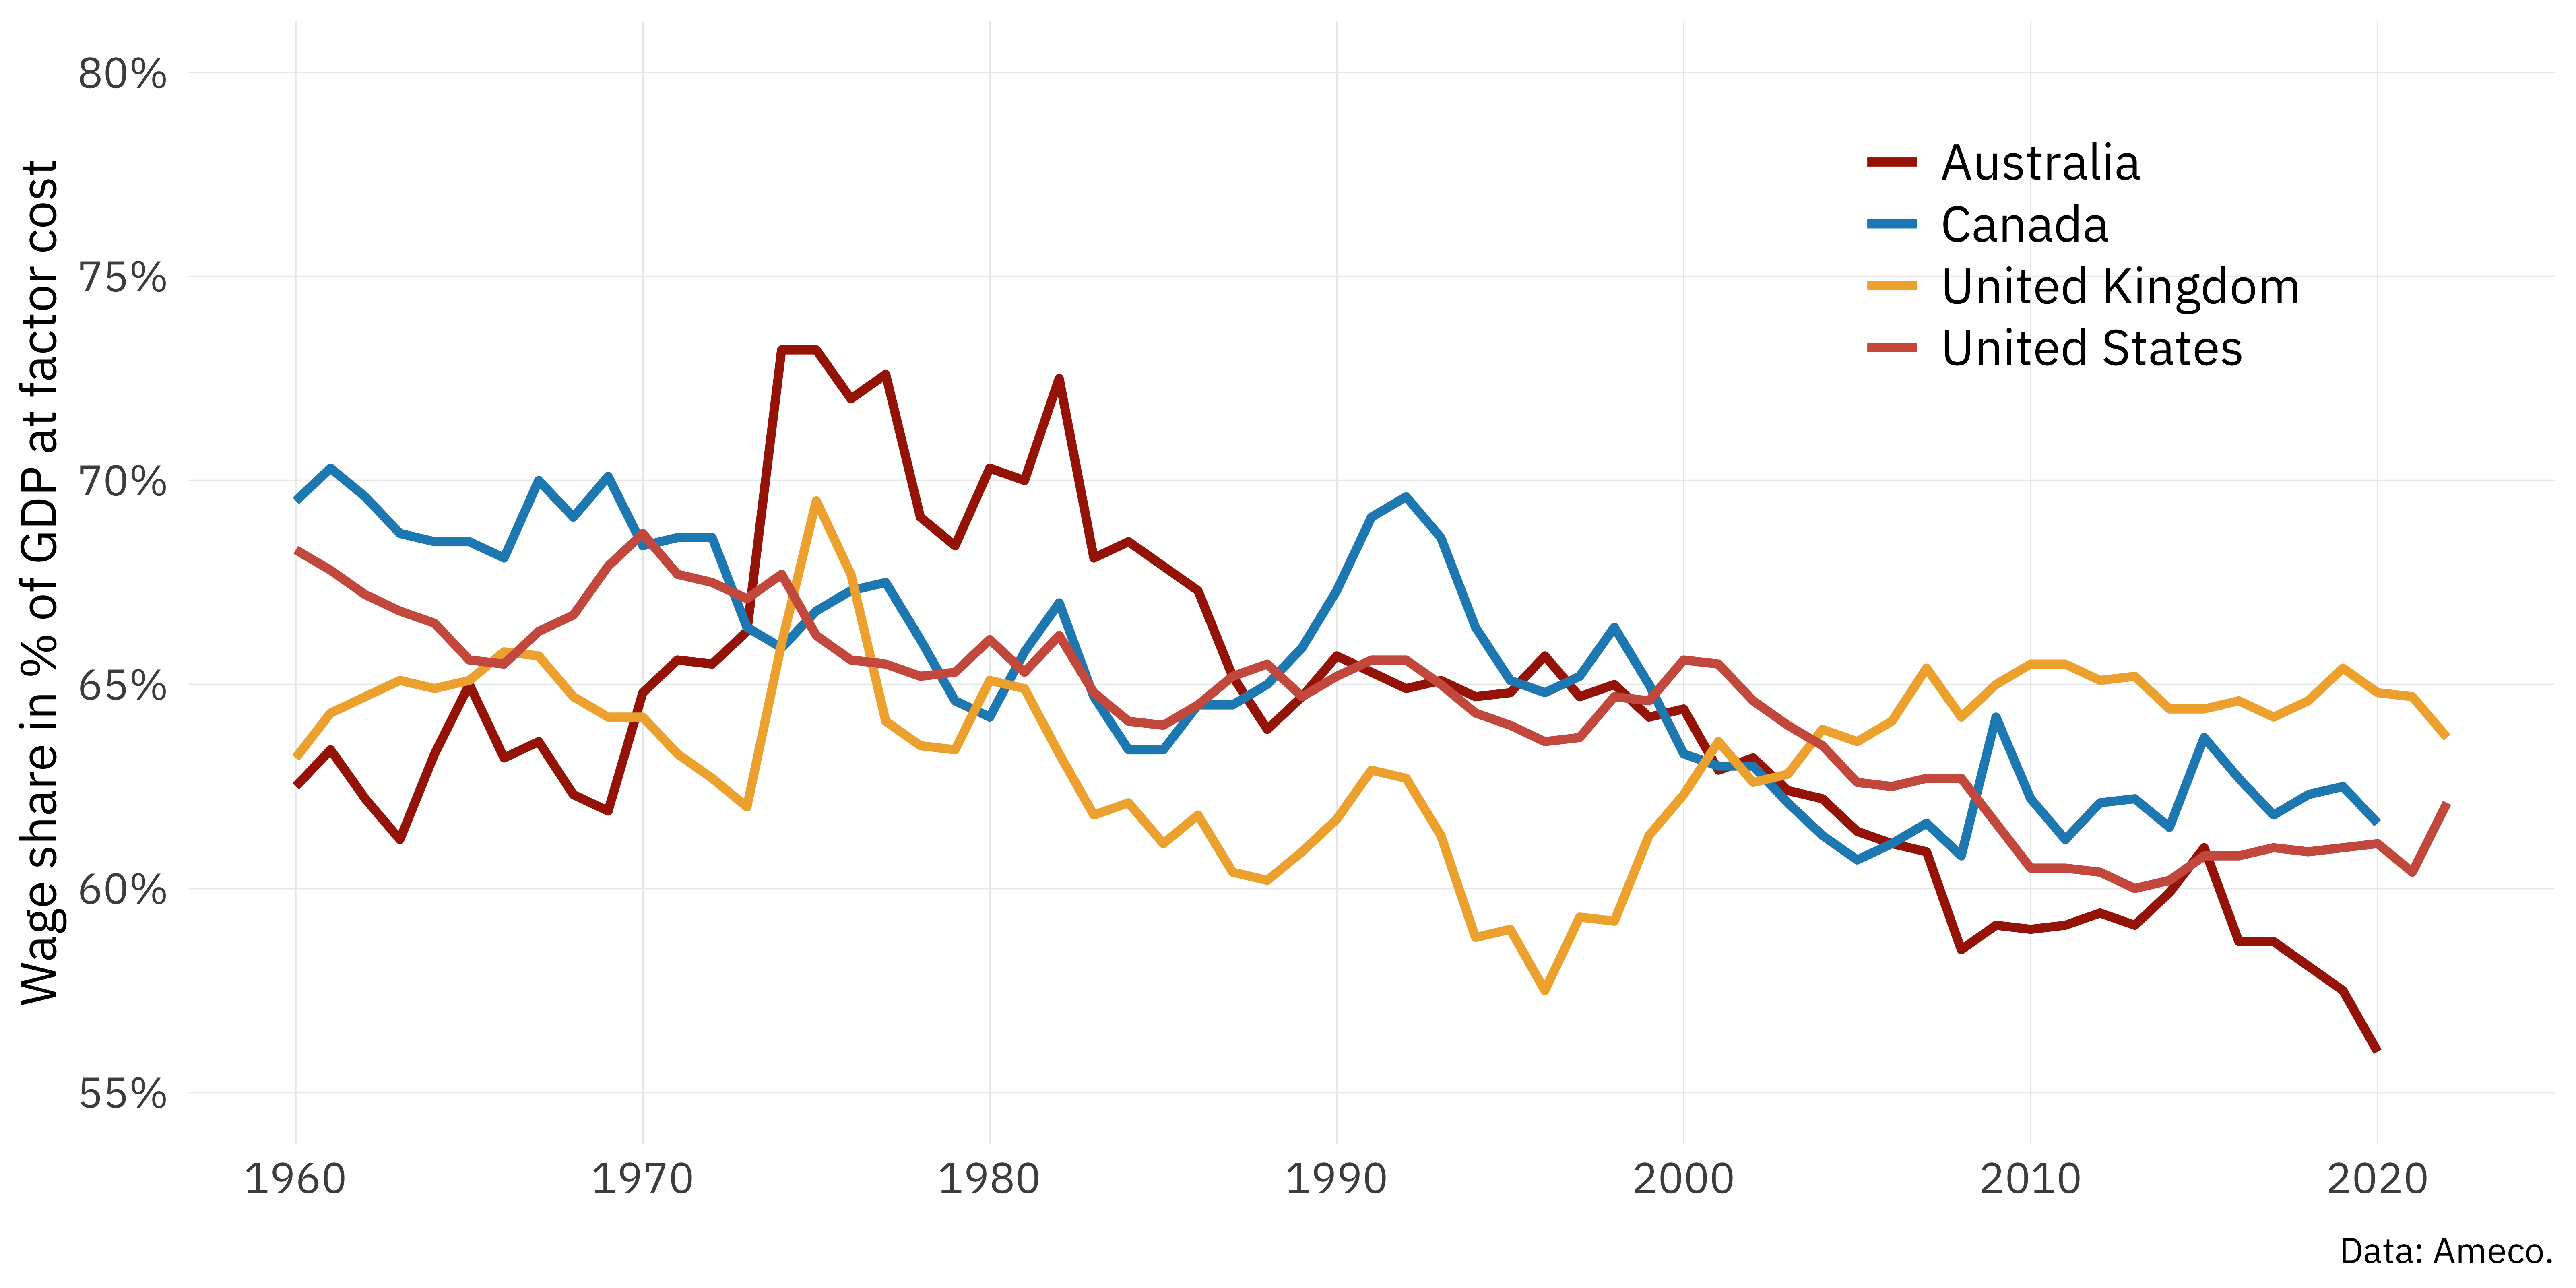 Wage share in % of GDP at factor cost
80%
75%
70%
65%
60%
55%
Australia
Canada
United Kingdom
United States
1960
1970
1980
1990
2000
2010
2020
Data: Ameco.